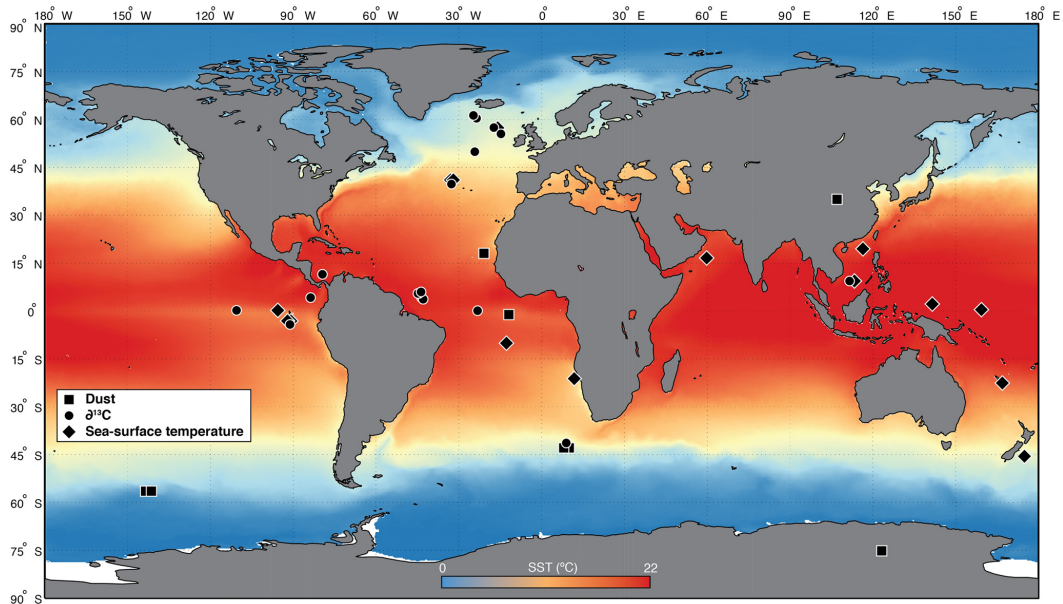 180° W 150° W 120° W 90° W 60° W 30° W 0 30° E 60° E 90° E 120° E 150° E 180° E
90° N
75° N
60° N
45° N
30° N
15° N
0°
15° S
30° S
45° S
60° S
75° S
90° S
Dust
∂¹³C
Sea-surface temperature
0 SST (°C) 22